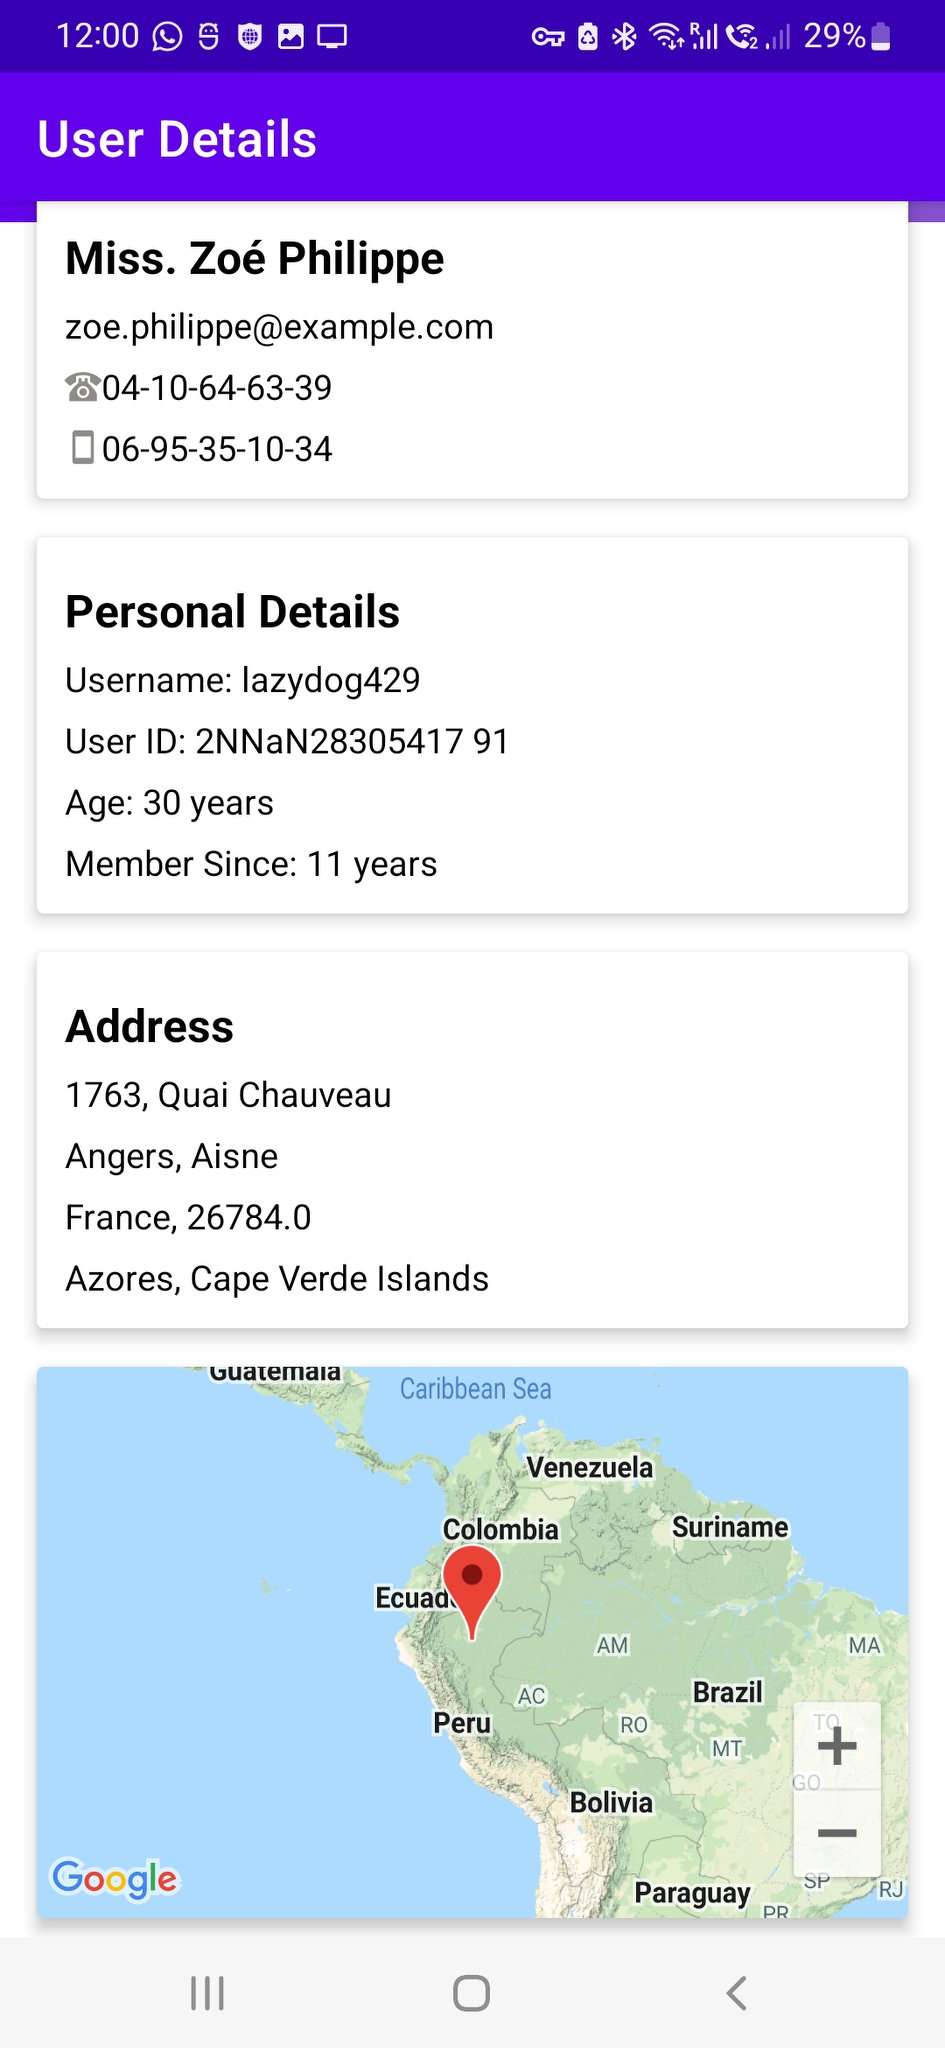 12:00
29%
User Details
Miss. Zoé Philippe
zoe.philippe@example.com
04-10-64-63-39
06-95-35-10-34
Personal Details
Username: lazydog429
User ID: 2NNaN28305417 91
Age: 30 years
Member Since: 11 years
Address
1763, Quai Chauveau
Angers, Aisne
France, 26784.0
Azores, Cape Verde Islands
Guatemala
Caribbean Sea
Venezuela
Colombia
Suriname
Ecuad
AM
MA
AC
Brazil
Peru
RO
TO
MT
GO
Bolivia
Google
Paraguay
SP
RJ
PR